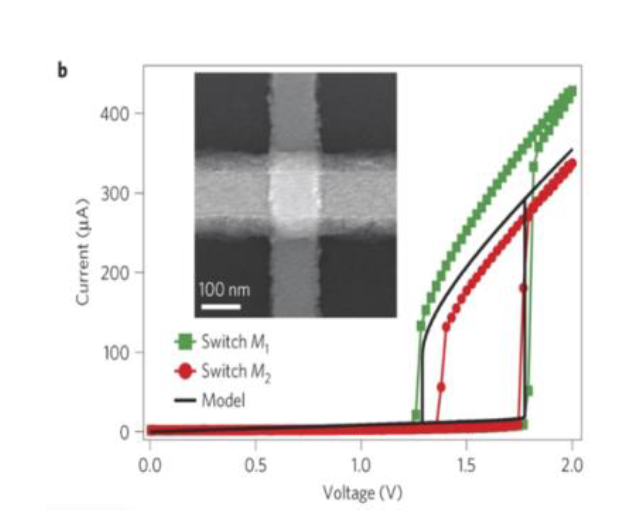 b
Current (μA)
400
300
200
100
0
100 nm
Switch M₁
Switch M₂
Model
0.0 0.5 1.0 1.5 2.0
Voltage (V)